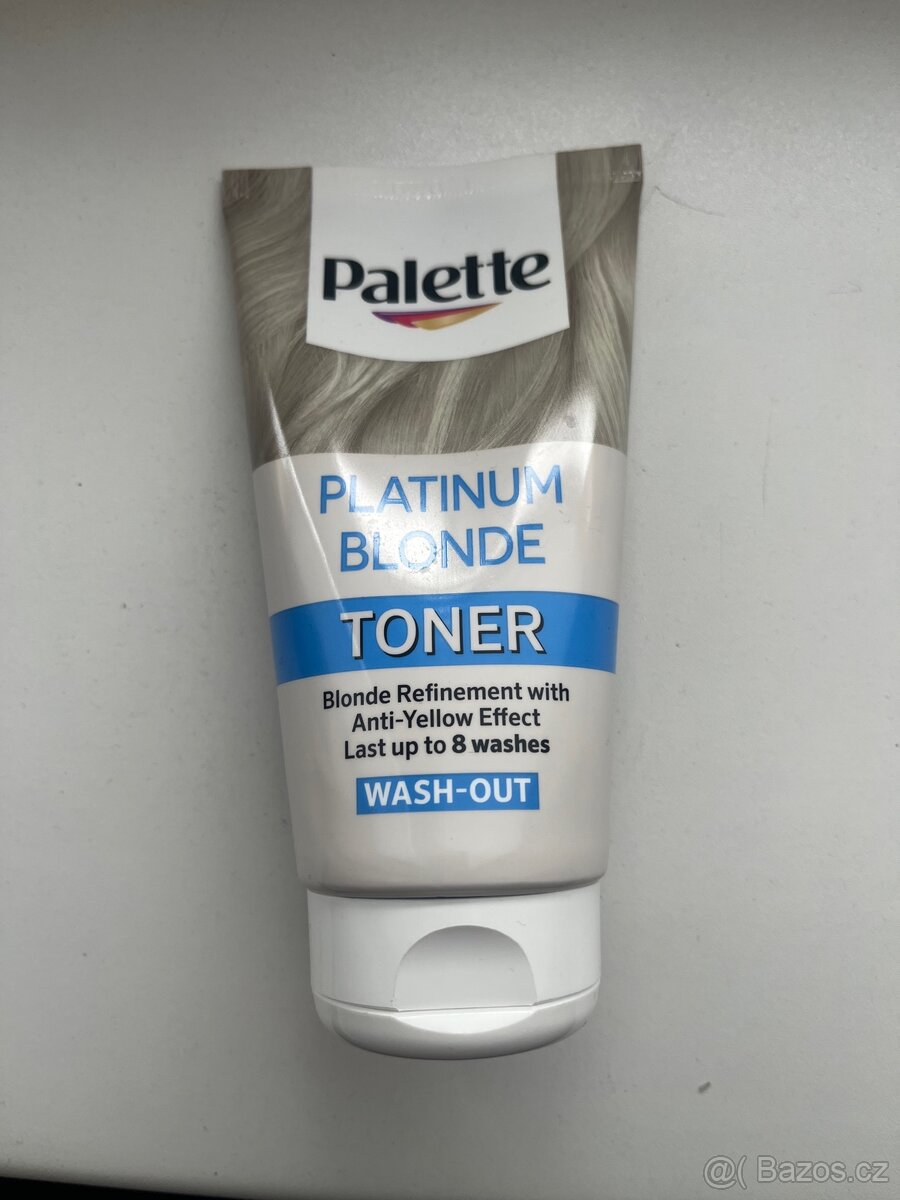 Palette
PLATINUM
BLONDE
TONER
Blonde Refinement with
Anti-Yellow Effect
Last up to 8 washes
WASH-OUT
@( Bazos.cz